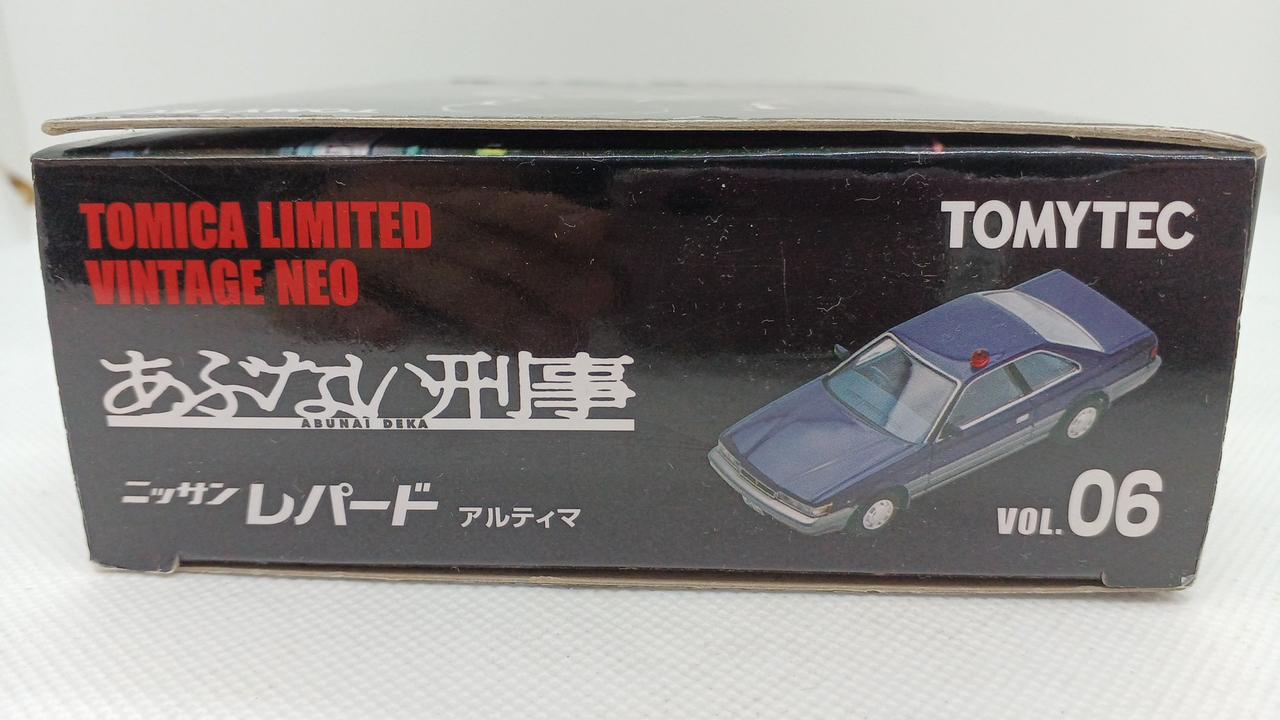 TOMICA LIMITED
VINTAGE NEO
TOMYTEC
あぶない刑事
ABUNAI DEKA
ニッサン レパード アルティマ
VOL.06